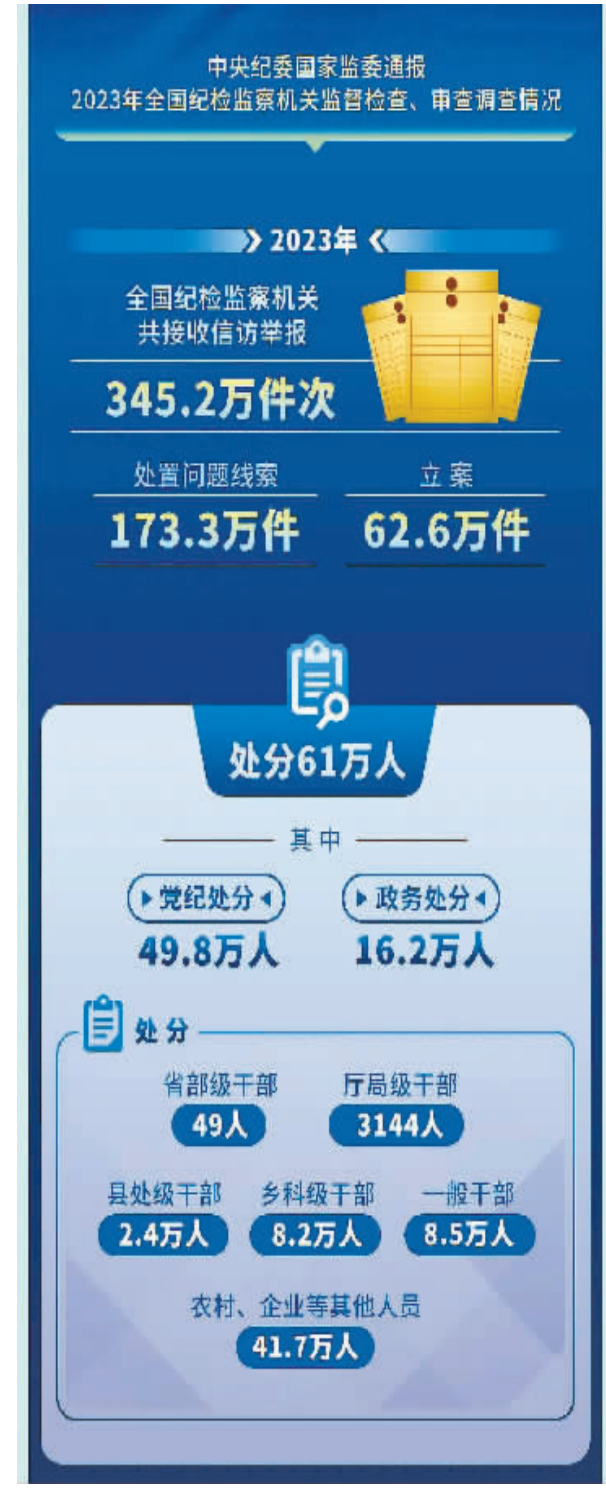 中央纪委国家监委通报
2023年全国纪检监察机关监督检查、审查调查情况
2023年
全国纪检监察机关
共接收信访举报
345.2万件次
处置问题线索
立案
173.3万件
62.6万件
处分61万人
其中
党纪处分
政务处分
49.8万人
16.2万人
处分
省部级干部
厅局级干部
49人
3144人
县处级干部
乡科级干部
一般干部
2.4万人
8.2万人
8.5万人
农村、企业等其他人员
41.7万人